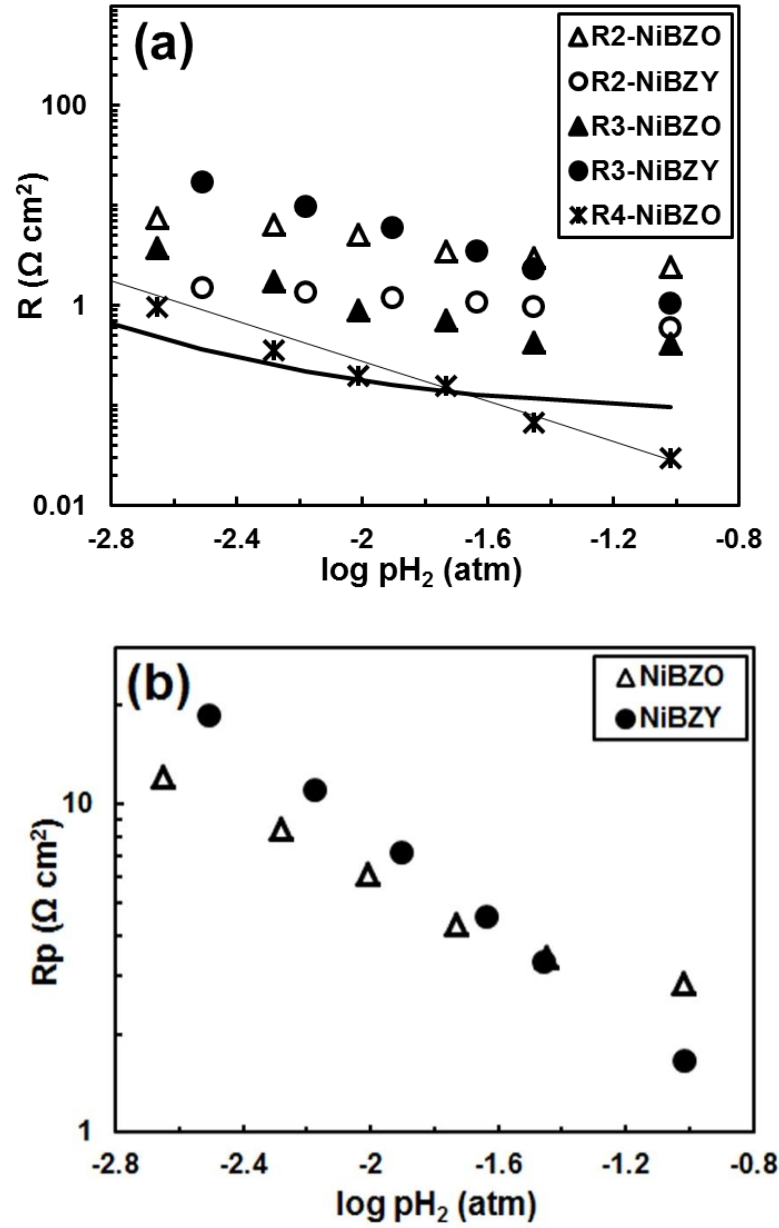 (a)
R2-NiBZO
R2-NiBZY
R3-NiBZO
R3-NiBZY
R4-NiBZO
R (Ω cm²)
100
1
0.01
-2.8 -2.4 -2 -1.6 -1.2 -0.8
log pH₂ (atm)
(b)
NiBZO
NiBZY
Rp (Ω cm²)
10
1
-2.8 -2.4 -2 -1.6 -1.2 -0.8
log pH₂ (atm)